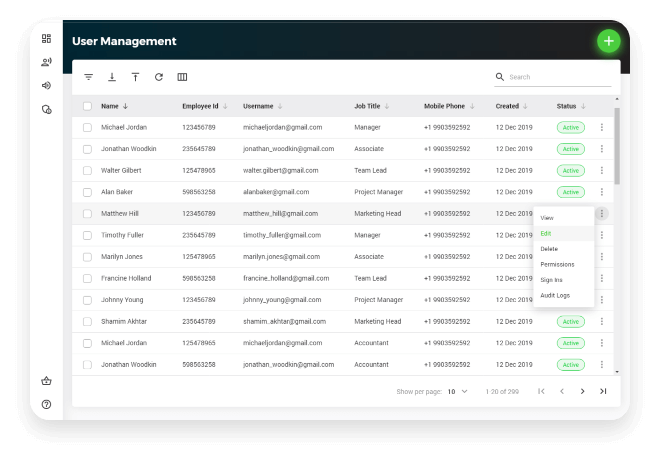 User Management
Search
Name Employee Id Username Job Title Mobile Phone Created Status
Michael Jordan 123456789 michaeljordan@gmail.com Manager +1 9903592592 12 Dec 2019 Active
Jonathan Woodkin 235645789 jonathan_woodkin@gmail.com Associate +1 9903592592 12 Dec 2019 Active
Walter Gilbert 125478965 walter.gilbert@gmail.com Team Lead +1 9903592592 12 Dec 2019 Active
Alan Baker 598563258 alanbaker@gmail.com Project Manager +1 9903592592 12 Dec 2019 Active
Matthew Hill 123456789 matthew_hill@gmail.com Marketing Head +1 9903592592 12 Dec 2019
View
Timothy Fuller 235645789 timothy_fuller@gmail.com Manager +1 9903592592 12 Dec 2019
Edit
Marilyn Jones 125478965 marilyn.jones@gmail.com Associate +1 9903592592 12 Dec 2019
Delete
Permissions
Francine Holland 598563258 francine_holland@gmail.com Team Lead +1 9903592592 12 Dec 2019
Sign Ins
Johnny Young 123456789 johnny_young@gmail.com Project Manager +1 9903592592 12 Dec 2019
Audit Logs
Shamim Akhtar 235645789 shamim.akhtar@gmail.com Marketing Head +1 9903592592 12 Dec 2019 Active
Michael Jordan 125478965 michaeljordan@gmail.com Accountant +1 9903592592 12 Dec 2019 Active
Jonathan Woodkin 598563258 jonathan_woodkin@gmail.com Accountant +1 9903592592 12 Dec 2019 Active
Show per page: 10 1 20 of 299